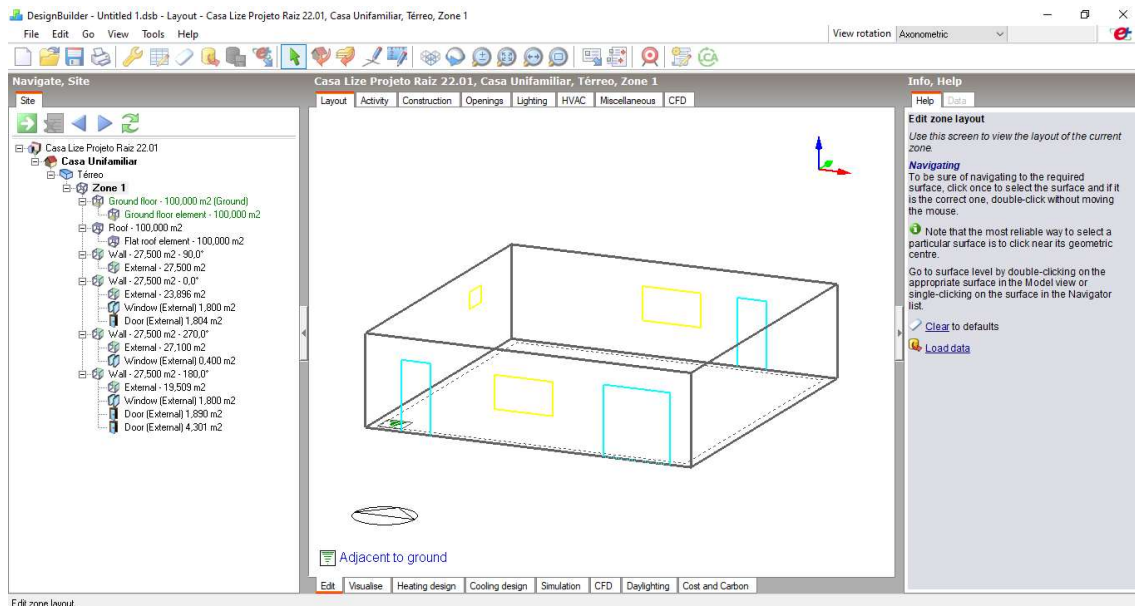 DesignBuilder - Untitled 1.dsb - Layout - Casa Lize Projeto Raiz 22.01, Casa Unifamiliar, Térreo, Zone 1
File Edit Go View Tools Help
View rotation Axonometric
Navigate, Site
Site
Casa Lize Projeto Raiz 22.01
Casa Unifamiliar
Térreo
Zone 1
Ground floor - 100,000 m2 (Ground)
Ground floor element - 100,000 m2
Roof - 100,000 m2
Flat roof element - 100,000 m2
Wall - 27,500 m2 - 90,0°
External - 27,500 m2
Wall - 27,500 m2 - 0,0°
External - 23,896 m2
Window (External) 1,800 m2
Door (External) 1,804 m2
Wall - 27,500 m2 - 270,0°
External - 27,100 m2
Window (External) 0,400 m2
Wall - 27,500 m2 - 180,0°
External - 19,509 m2
Window (External) 1,800 m2
Door (External) 1,890 m2
Door (External) 4,301 m2
Casa Lize Projeto Raiz 22.01, Casa Unifamiliar, Térreo, Zone 1
Layout Activity Construction Openings Lighting HVAC Miscellaneous CFD
Adjacent to ground
Edit Visualise Heating design Cooling design Simulation CFD Daylighting Cost and Carbon
Info, Help
Help Data
Edit zone layout
Use this screen to view the layout of the current
zone.
Navigating
To be sure of navigating to the required
surface, click once to select the surface and if it
is the correct one, double-click without moving
the mouse.
Note that the most reliable way to select a
particular surface is to click near its geometric
centre.
Go to surface level by double-clicking on the
appropriate surface in the Model view or
single-clicking on the surface in the Navigator
list.
Clear to defaults
Load data
Edit zone layout